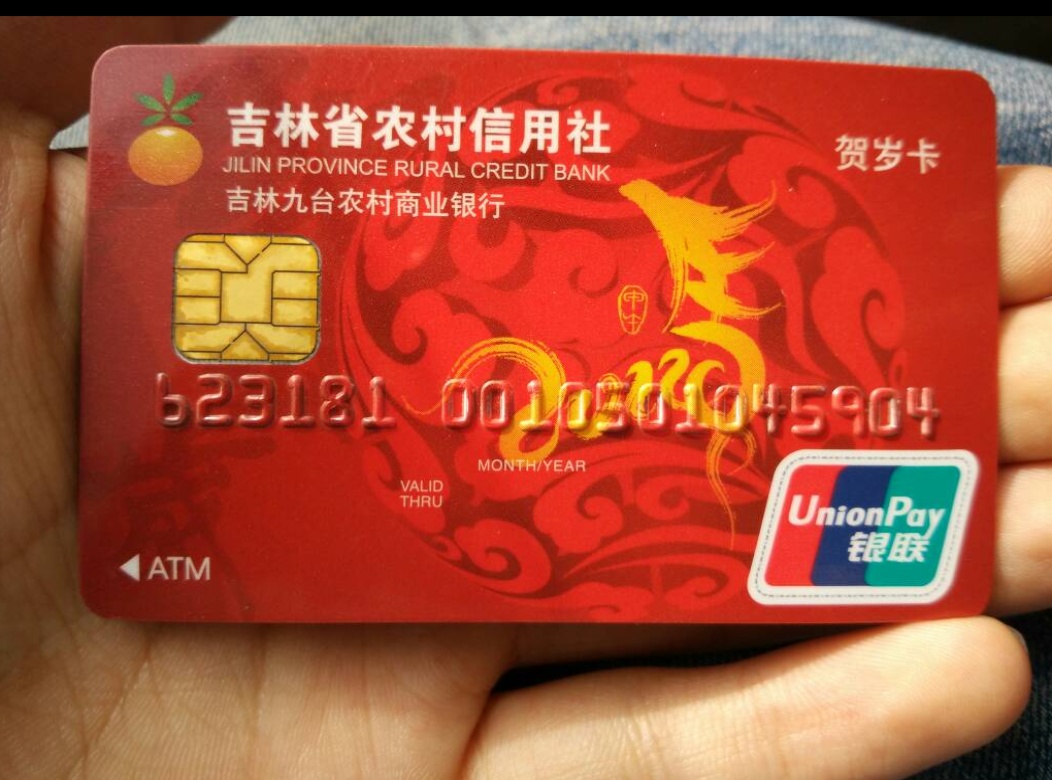 吉林省农村信用社
JILIN PROVINCE RURAL CREDIT BANK
吉林九台农村商业银行
贺岁卡
623181 0010501045904
MONTH/YEAR
VALID
THRU
ATM
UnionPay
银联